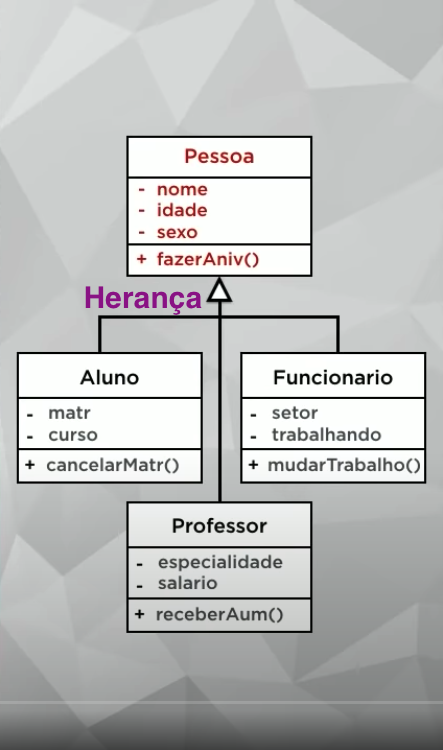 Pessoa
- nome
- idade
- sexo
+ fazerAniv()
Herança
Aluno
- matr
- curso
+ cancelarMatr()
Funcionario
- setor
- trabalhando
+ mudarTrabalho()
Professor
- especialidade
- salario
+ receberAum()